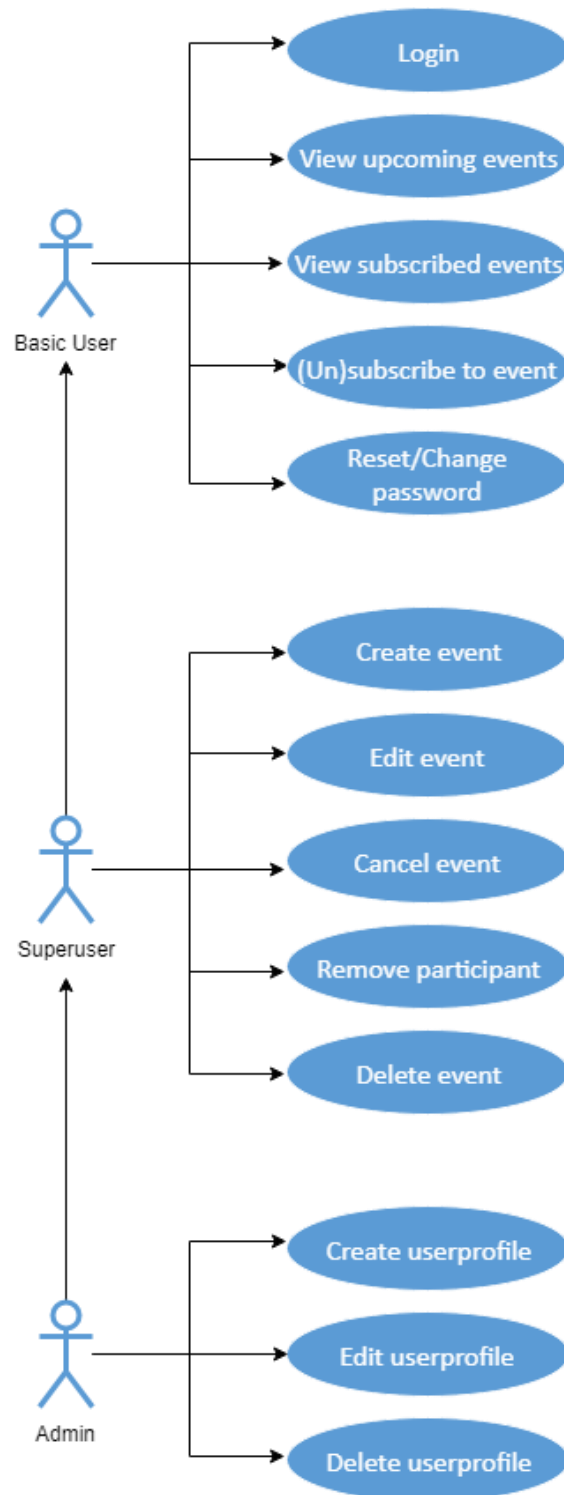 Login
View upcoming events
View subscribed events
(Un)subscribe to event
Reset/Change
password
Basic User
Create event
Edit event
Cancel event
Remove participant
Delete event
Superuser
Create userprofile
Edit userprofile
Delete userprofile
Admin